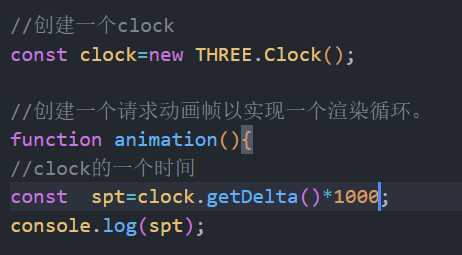 //创建一个clock
const clock=new THREE.Clock();
//创建一个请求动画帧以实现一个渲染循环。
function animation(){
//clock的一个时间
const  spt=clock.getDelta()*1000;
console.log(spt);